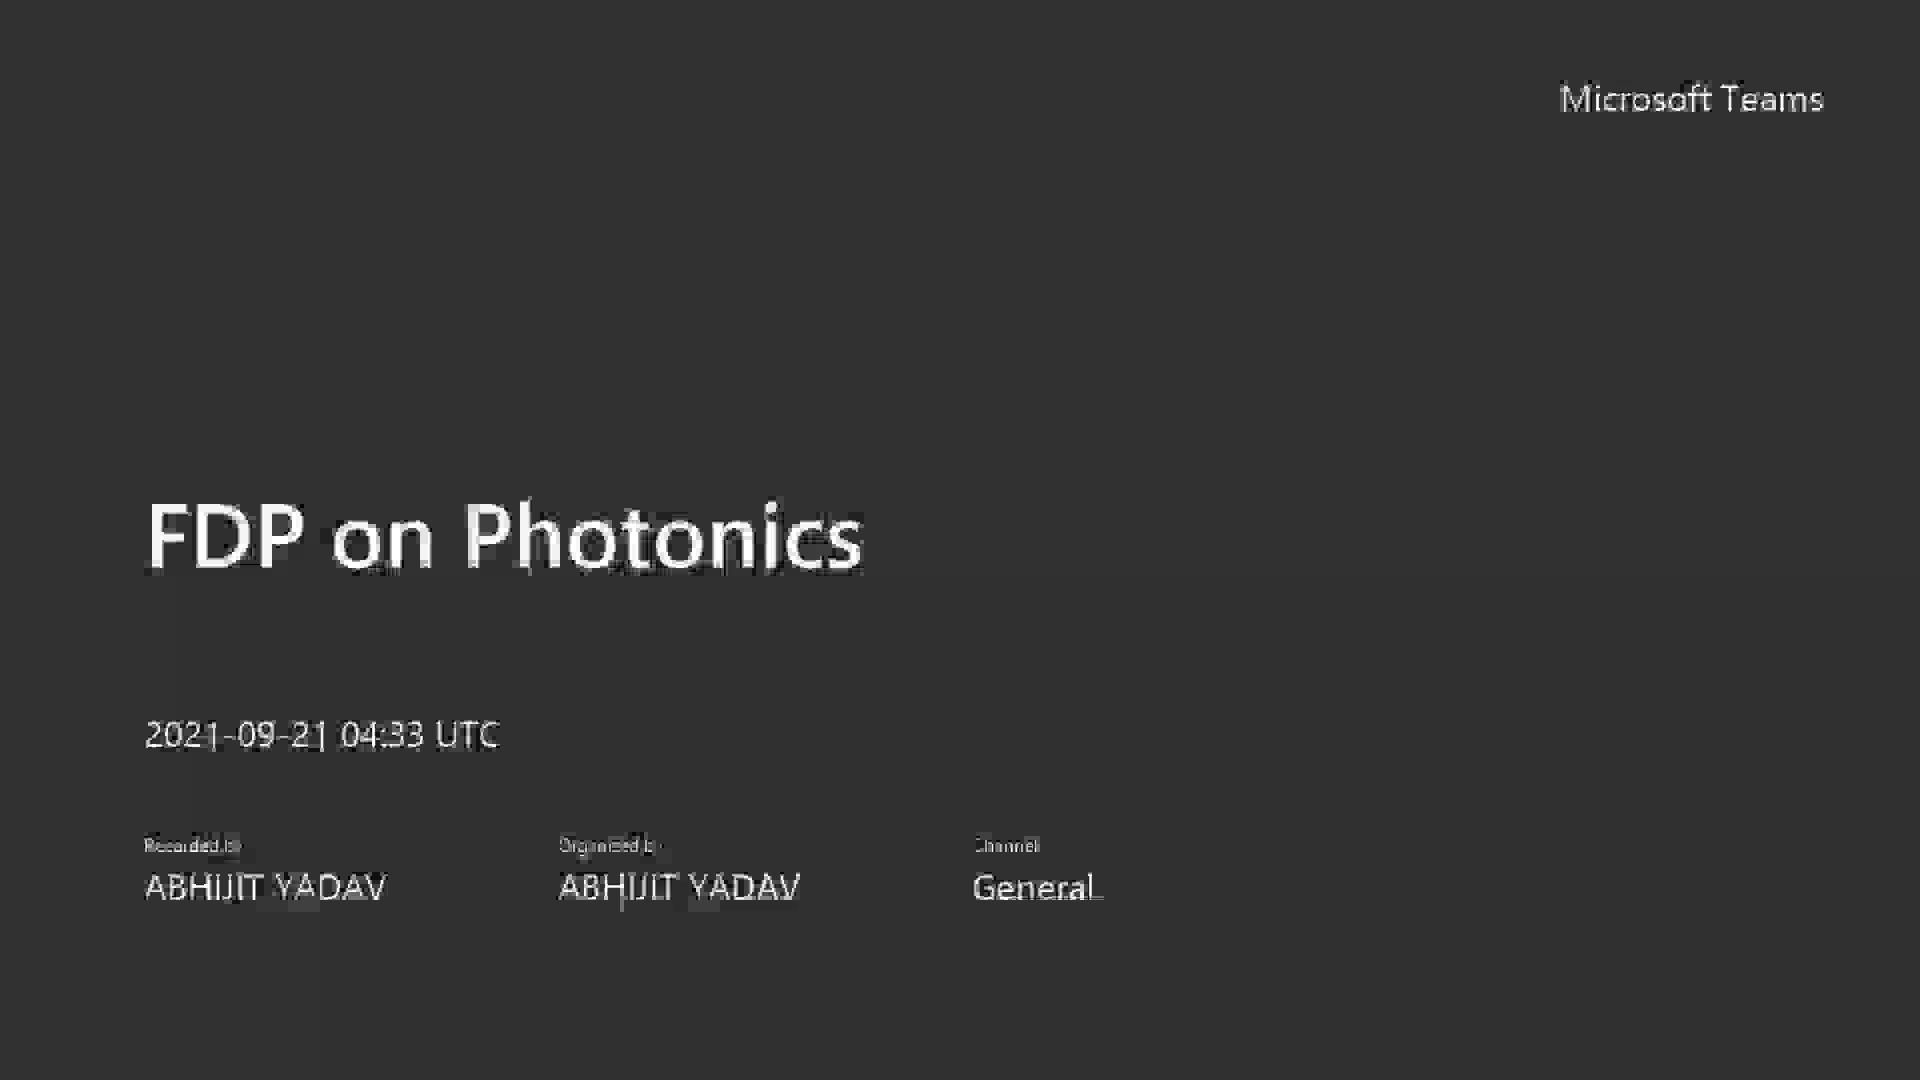 Microsoft Teams
FDP on Photonics
2021-09-21 04:33 UTC
Recorded by Organized by Channel
ABHIJIT YADAV ABHIJIT YADAV General